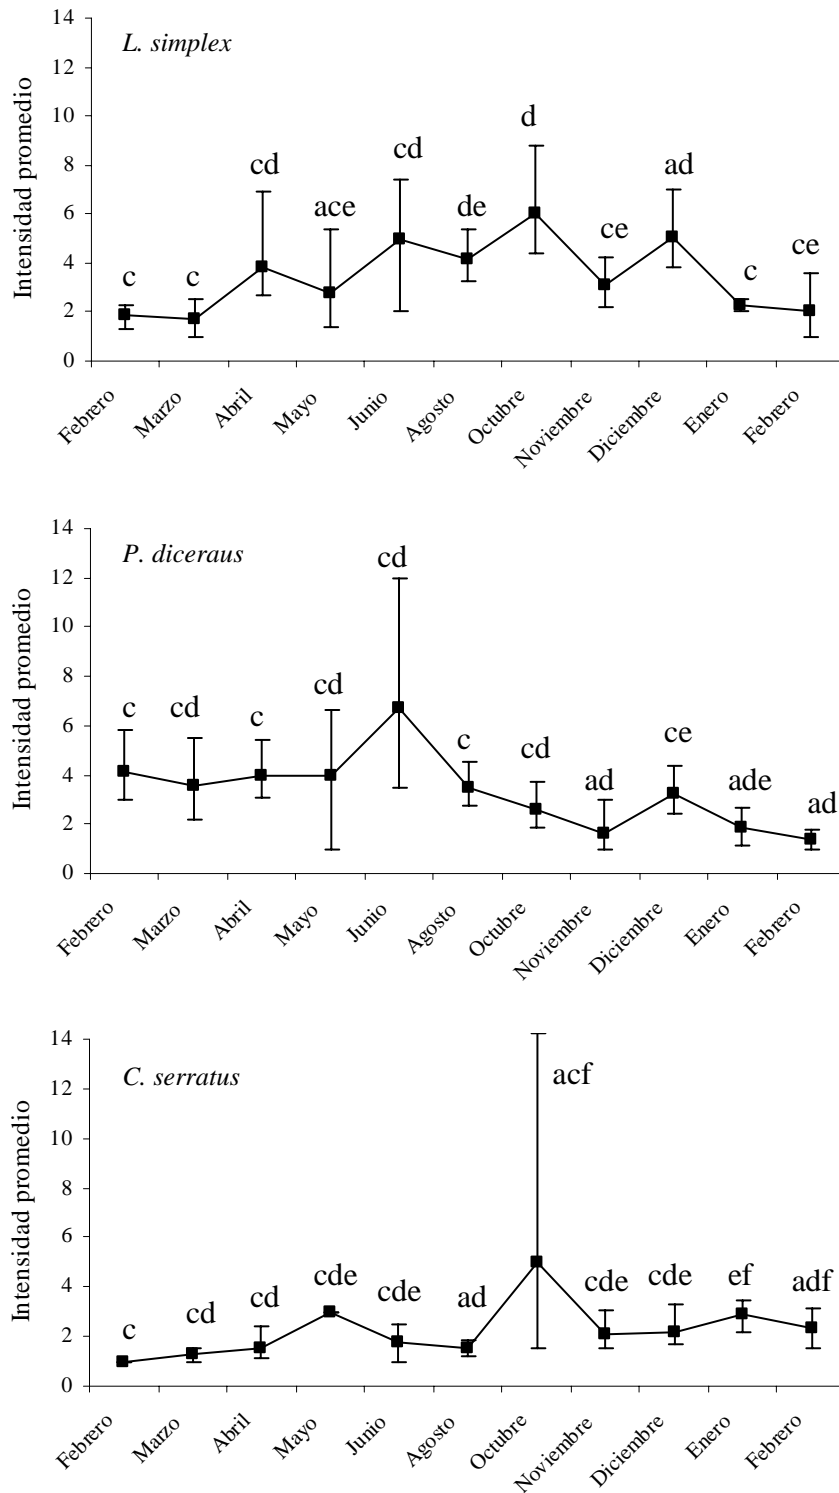 14
L. simplex
12
10
8
6
4
2
0
Intensidad promedio
c
c
cd
ace
cd
de
d
ce
ad
c
ce
Febrero
Marzo
Abril
Mayo
Junio
Agosto
Octubre
Noviembre
Diciembre
Enero
Febrero
14
P. diceraus
12
10
8
6
4
2
0
Intensidad promedio
c
cd
c
cd
cd
c
cd
ad
ce
ade
ad
Febrero
Marzo
Abril
Mayo
Junio
Agosto
Octubre
Noviembre
Diciembre
Enero
Febrero
14
C. serratus
12
10
8
6
4
2
0
Intensidad promedio
c
cd
cd
cde
cde
ad
acf
cde
cde
ef
adf
Febrero
Marzo
Abril
Mayo
Junio
Agosto
Octubre
Noviembre
Diciembre
Enero
Febrero